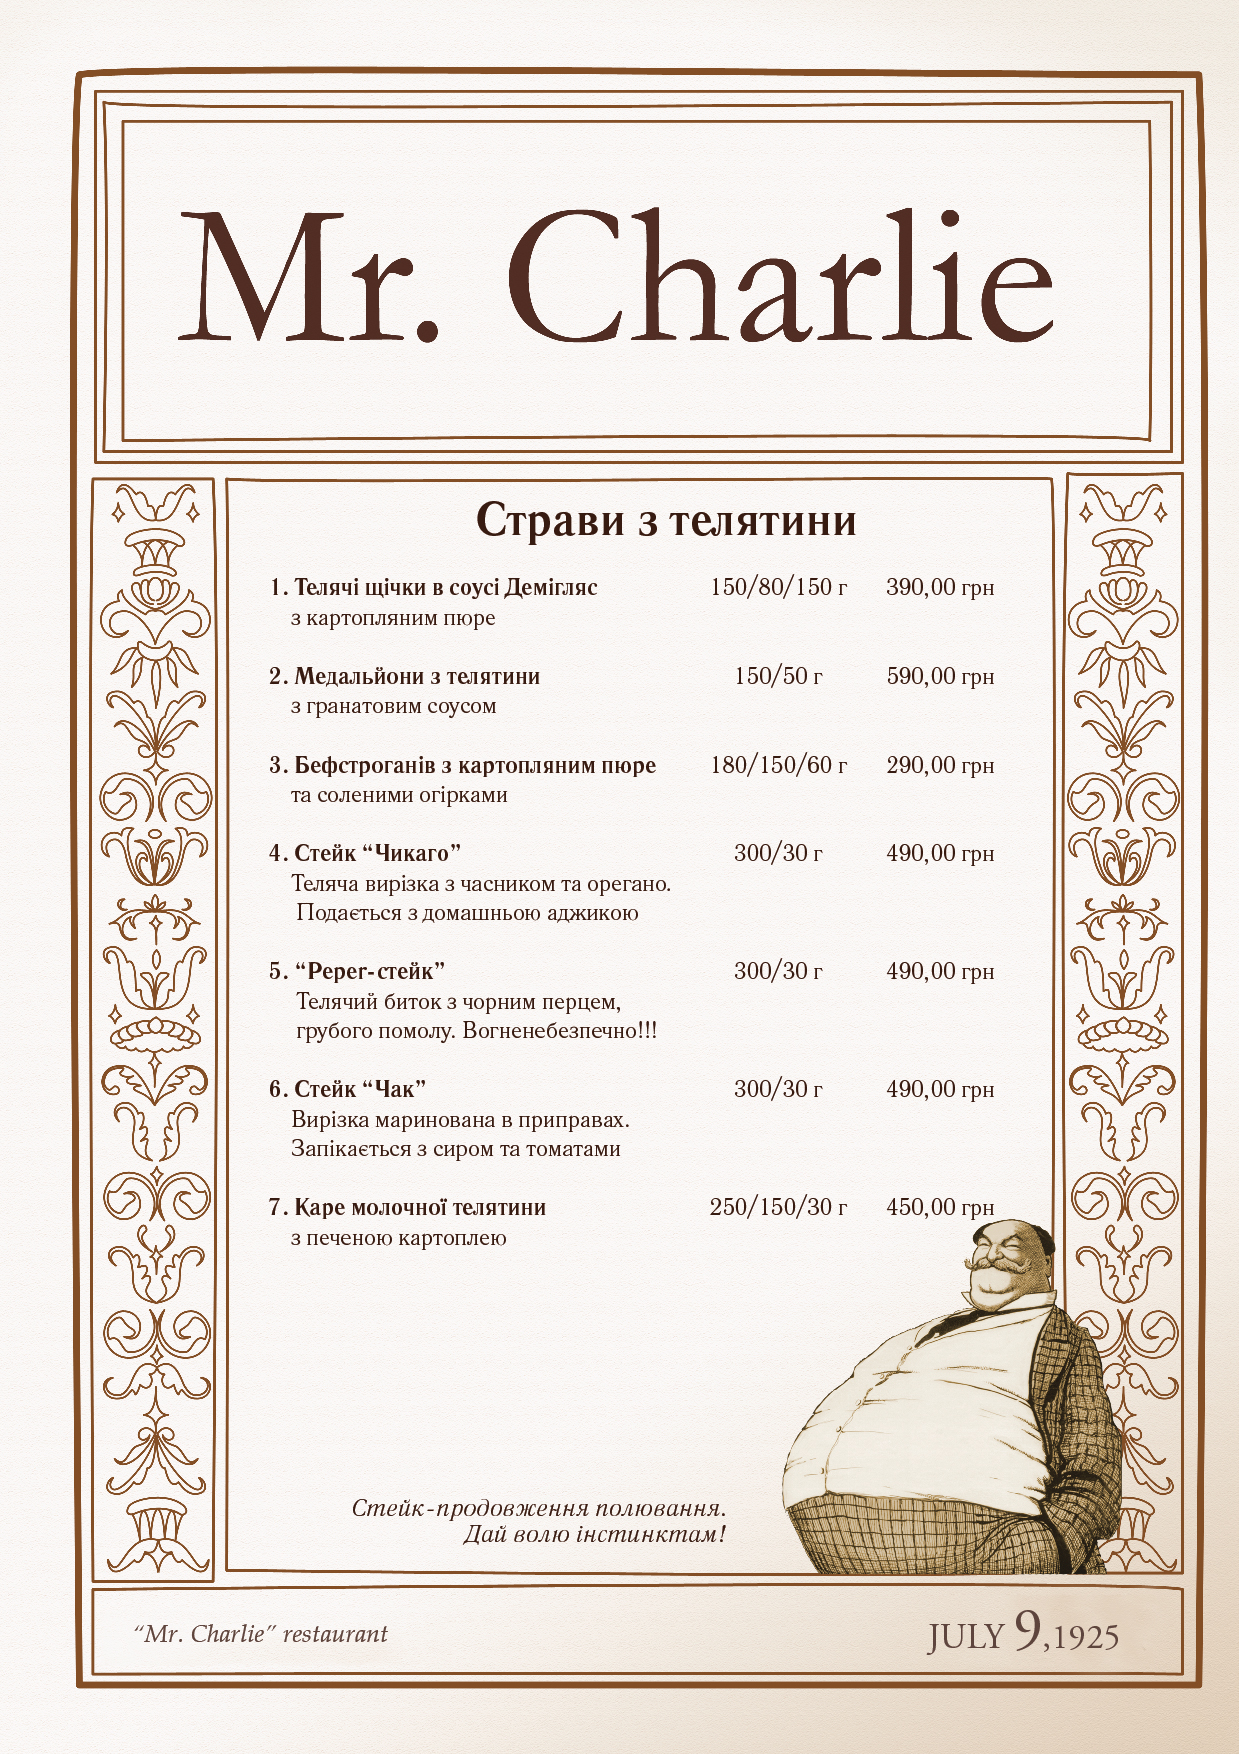 Mr. Charlie
Страви з телятини
1. Телячі щічки в соусі Демігляс 150/80/150 г 390,00 грн
з картопляним пюре
2. Медальйони з телятини 150/50 г 590,00 грн
з гранатовим соусом
3. Бефстроганів з картопляним пюре 180/150/60 г 290,00 грн
та соленими огірками
4. Стейк “Чикаго” 300/30 г 490,00 грн
Теляча вирізка з часником та орегано.
Подається з домашньою аджикою
5. “Peper-стейк” 300/30 г 490,00 грн
Телячий биток з чорним перцем,
грубого помолу. Вогненебезпечно!!!
6. Стейк “Чак” 300/30 г 490,00 грн
Вирізка маринована в приправах.
Запікається з сиром та томатами
7. Каре молочної телятини 250/150/30 г 450,00 грн
з печеною картоплею
Стейк-продовження полювання.
Дай волю інстинктам!
“Mr. Charlie” restaurant JULY 9,1925